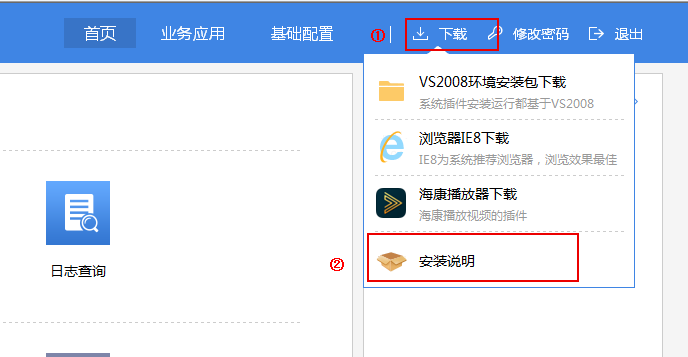 首页 业务应用 基础配置 ① 下载 修改密码 退出
VS2008环境安装包下载
系统插件安装运行都基于VS2008
浏览器IE8下载
IE8为系统推荐浏览器，浏览效果最佳
海康播放器下载
海康播放视频的插件
日志查询
② 安装说明